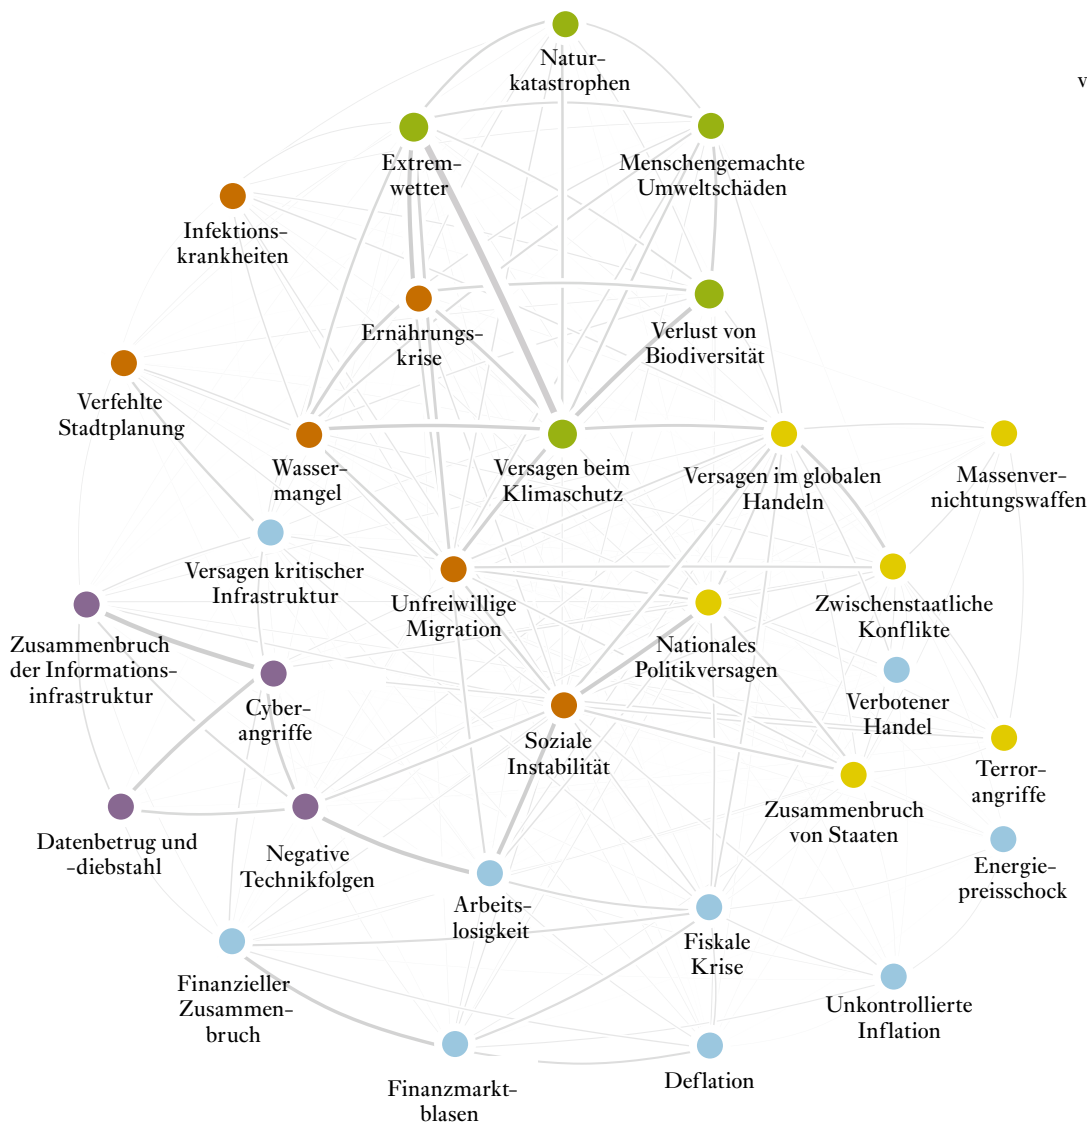 Natur-
katastrophen
v
Extrem-
wetter
Menschengemachte
Umweltschäden
Infektions-
krankheiten
Ernährungs-
krise
Verlust von
Biodiversität
Verfehlte
Stadtplanung
Wasser-
mangel
Versagen beim
Klimaschutz
Versagen im globalen
Handeln
Massenver-
nichtungswaffen
Versagen kritischer
Infrastruktur
Unfreiwillige
Migration
Zwischenstaatliche
Konflikte
Zusammenbruch
der Informations-
infrastruktur
Nationales
Politikversagen
Cyber-
angriffe
Verbotener
Handel
Soziale
Instabilität
Terror-
angriffe
Zusammenbruch
von Staaten
Datenbetrug und
-diebstahl
Negative
Technikfolgen
Energie-
preisschock
Arbeits-
losigkeit
Fiskale
Krise
Finanzieller
Zusammen-
bruch
Unkontrollierte
Inflation
Finanzmarkt-
blasen
Deflation